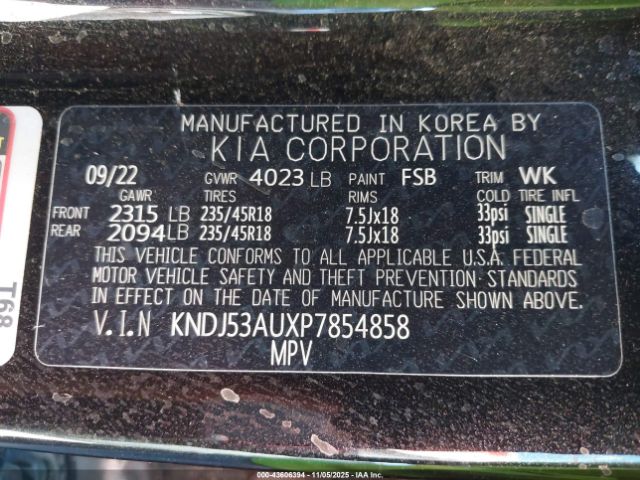 MANUFACTURED IN KOREA BY
KIA CORPORATION
09/22 GVWR 4023 LB PAINT FSB TRIM WK
GAWR TIRES RIMS COLD TIRE INFL
FRONT 2315 LB 235/45R18 7.5Jx18 33psi SINGLE
REAR 2094 LB 235/45R18 7.5Jx18 33psi SINGLE
THIS VEHICLE CONFORMS TO ALL APPLICABLE U.S.A. FEDERAL
MOTOR VEHICLE SAFETY AND THEFT PREVENTION STANDARDS
IN EFFECT ON THE DATE OF MANUFACTURE SHOWN ABOVE.
V.I.N KNDJ53AUXP7854858
MPV
T68
000-43606394 - 11/05/2025 - IAA Inc.